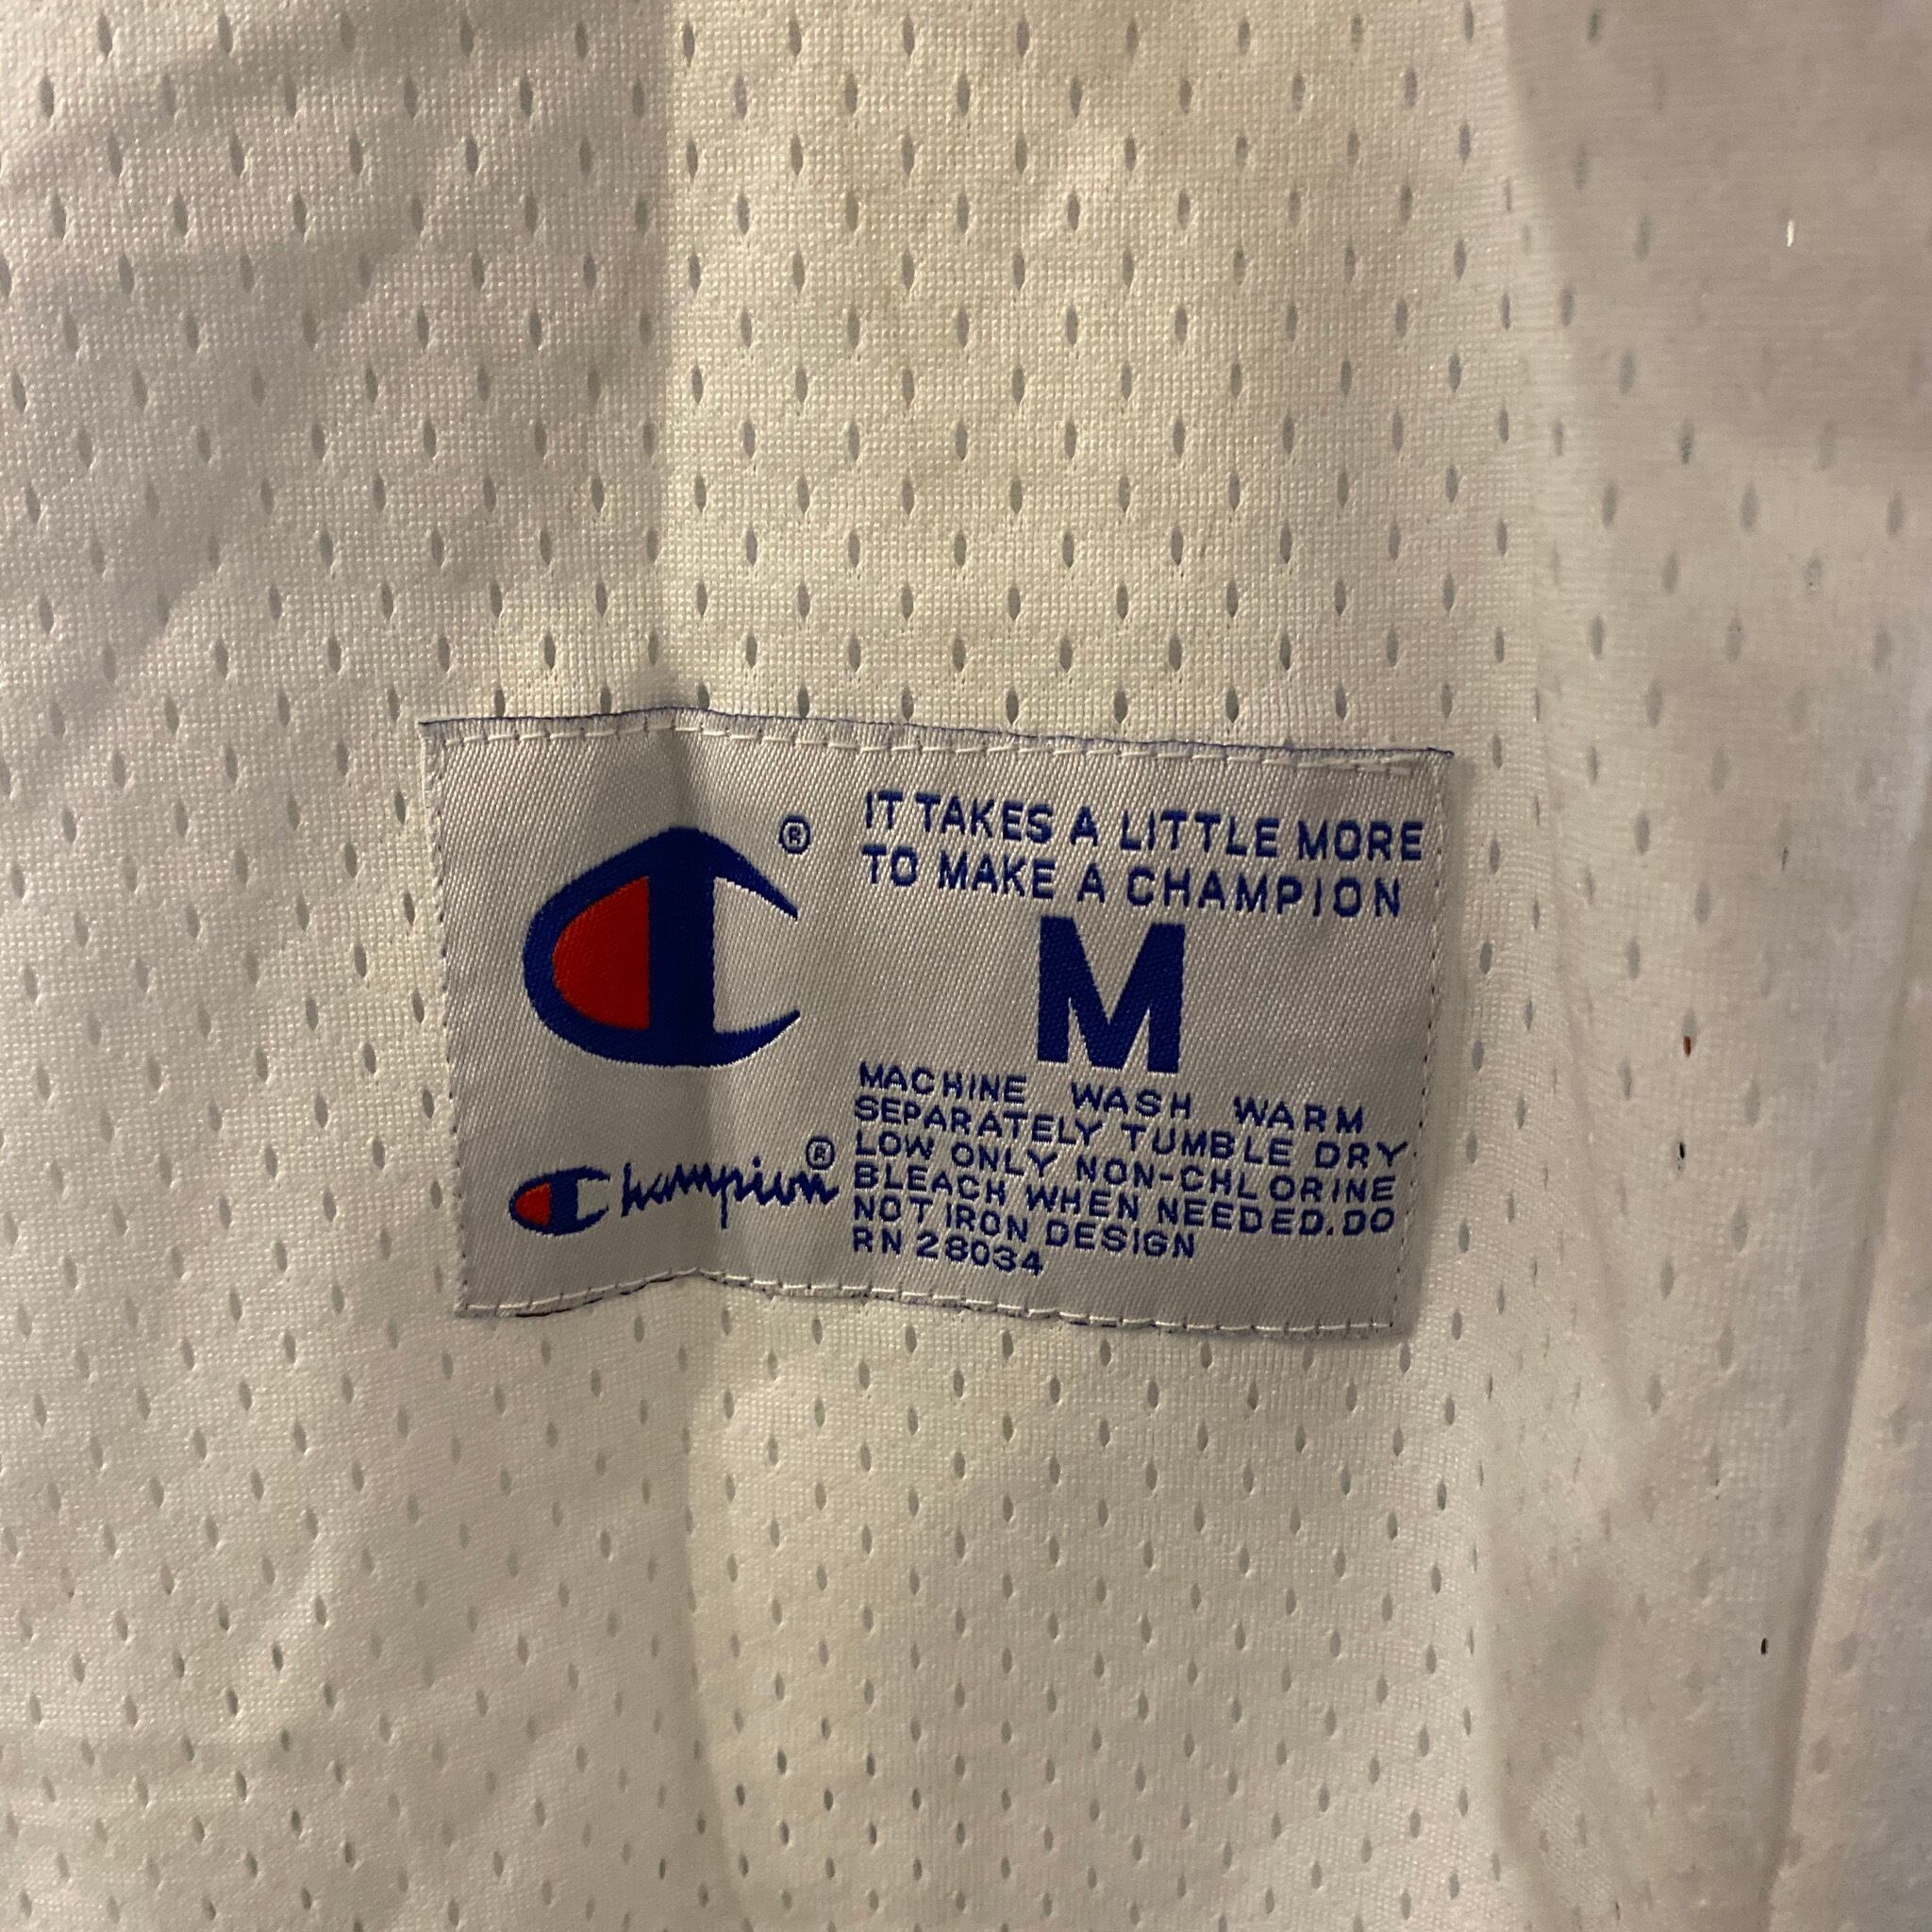 ®
IT TAKES A LITTLE MORE
TO MAKE A CHAMPION
M
MACHINE WASH WARM
SEPARATELY TUMBLE DRY
LOW ONLY NON-CHLORINE
BLEACH WHEN NEEDED.DO
NOT IRON DESIGN
RN 28034
Champion®